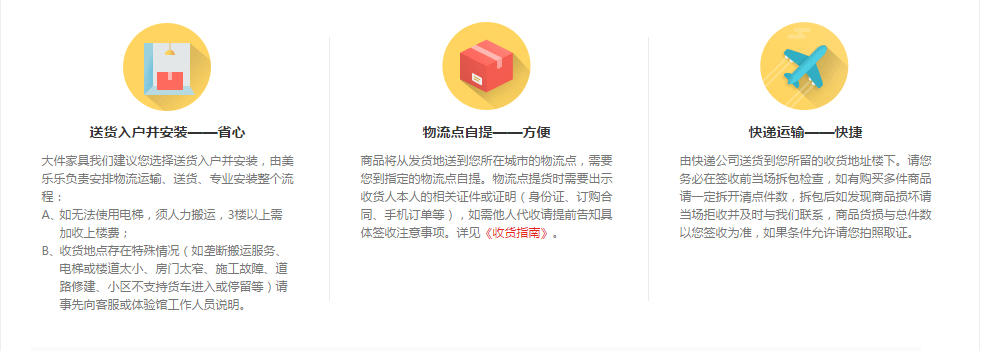 送货入户并安装——省心
大件家具我们建议您选择送货入户并安装，由美
乐乐负责安排物流运输、送货、专业安装整个流
程：
A、如无法使用电梯，须人力搬运，3楼以上需
加收上楼费；
B、收货地点存在特殊情况（如垄断搬运服务、
电梯或楼道太小、房门太窄、施工故障、道
路修建、小区不支持货车进入或停留等）请
事先向客服或体验馆工作人员说明。
物流点自提——方便
商品将从发货地送到您所在城市的物流点，需要
您到指定的物流点自提。物流点提货时需要出示
收货人本人的相关证件或证明（身份证、订购合
同、手机订单等），如需他人代收请提前告知具
体签收注意事项。详见《收货指南》。
快递运输——快捷
由快递公司送货到您所留的收货地址楼下。请您
务必在签收前当场拆包检查，如有购买多件商品
请一定拆开清点件数，拆包后如发现商品损坏请
当场拒收并及时与我们联系，商品货损与总件数
以您签收为准，如果条件允许请您拍照取证。